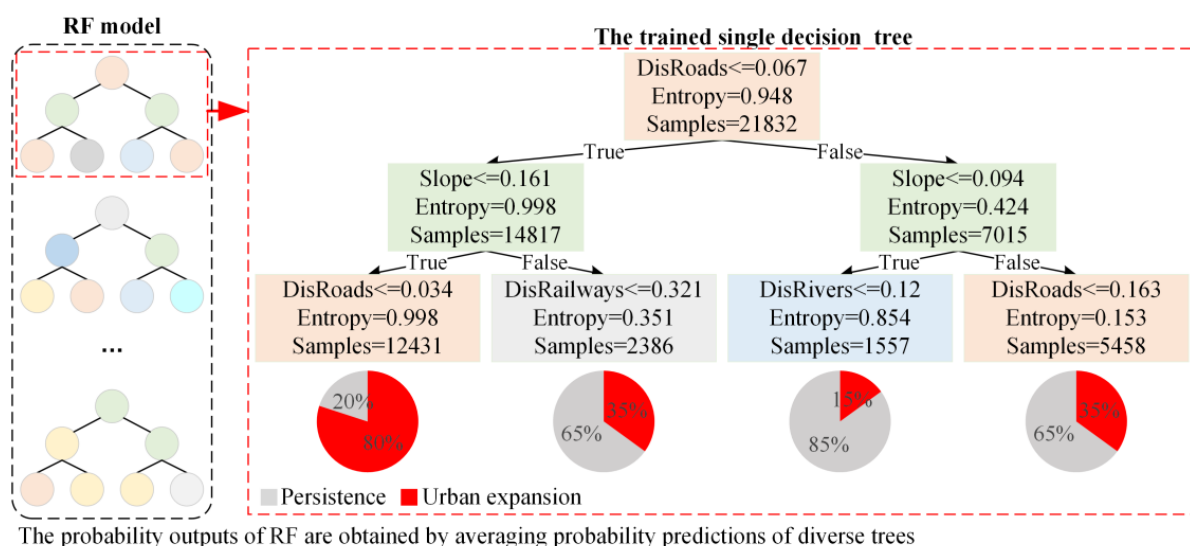 RF model
The trained single decision tree
DisRoads<=0.067
Entropy=0.948
Samples=21832
True
False
Slope<=0.161
Entropy=0.998
Samples=14817
Slope<=0.094
Entropy=0.424
Samples=7015
True
False
True
False
DisRoads<=0.034
Entropy=0.998
Samples=12431
DisRailways<=0.321
Entropy=0.351
Samples=2386
DisRivers<=0.12
Entropy=0.854
Samples=1557
DisRoads<=0.163
Entropy=0.153
Samples=5458
...
20%
80%
35%
65%
15%
85%
35%
65%
Persistence
Urban expansion
The probability outputs of RF are obtained by averaging probability predictions of diverse trees